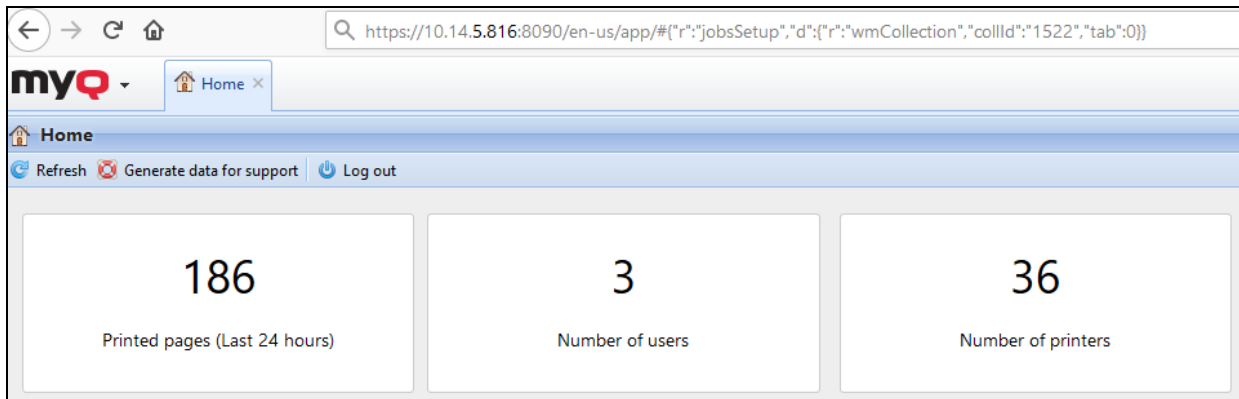 https://10.14.5.816:8090/en-us/app/#{"r":"jobsSetup","d":{"r":"wmCollection","collId":"1522","tab":0}}
myQ Home
Home
Refresh Generate data for support Log out
186 3 36
Printed pages (Last 24 hours) Number of users Number of printers